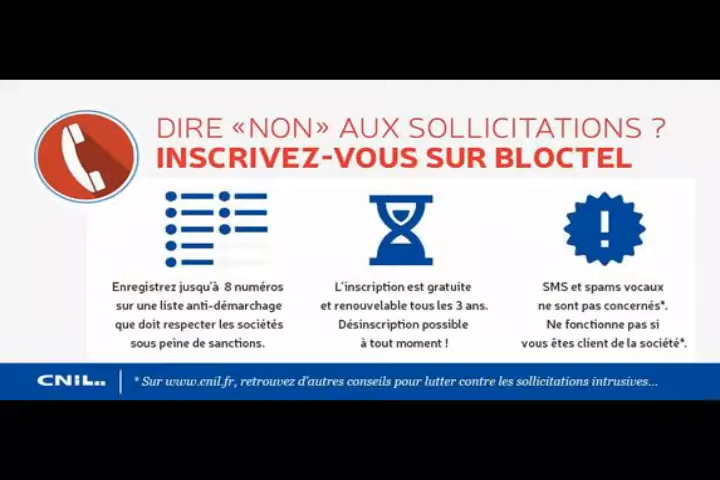 DIRE «NON» AUX SOLLICITATIONS ?
INSCRIVEZ-VOUS SUR BLOCTEL
Enregistrez jusqu'à 8 numéros
sur une liste anti-démarchage
que doit respecter les sociétés
sous peine de sanctions.
L'inscription est gratuite
et renouvelable tous les 3 ans.
Désinscription possible
à tout moment !
SMS et spams vocaux
ne sont pas concernés*.
Ne fonctionne pas si
vous êtes client de la société*.
CNIL..
* Sur www.cnil.fr, retrouvez d'autres conseils pour lutter contre les sollicitations intrusives...